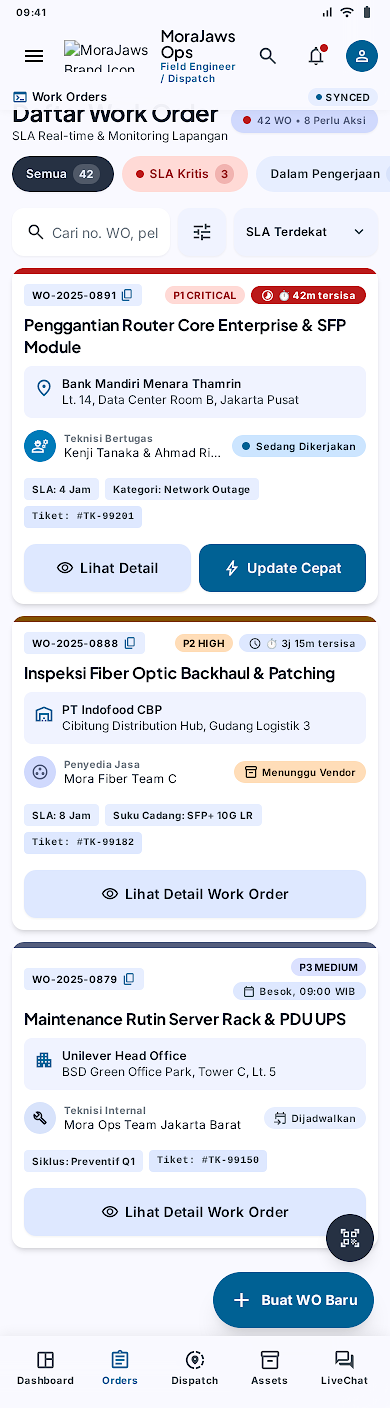 09:41
MoraJaws Brand Icon
MoraJaws Ops
Field Engineer / Dispatch
Work Orders
SYNCED
Daftar Work Order
SLA Real-time & Monitoring Lapangan
42 WO • 8 Perlu Aksi
Semua 42
SLA Kritis 3
Dalam Pengerjaan
Cari no. WO, pel
SLA Terdekat
WO-2025-0891
P1 CRITICAL
⏱️ 42m tersisa
Penggantian Router Core Enterprise & SFP
Module
Bank Mandiri Menara Thamrin
Lt. 14, Data Center Room B, Jakarta Pusat
Teknisi Bertugas
Kenji Tanaka & Ahmad Ri...
Sedang Dikerjakan
SLA: 4 Jam
Kategori: Network Outage
Tiket: #TK-99201
Lihat Detail
Update Cepat
WO-2025-0888
P2 HIGH
⏱️ 3j 15m tersisa
Inspeksi Fiber Optic Backhaul & Patching
PT Indofood CBP
Cibitung Distribution Hub, Gudang Logistik 3
Penyedia Jasa
Mora Fiber Team C
Menunggu Vendor
SLA: 8 Jam
Suku Cadang: SFP+ 10G LR
Tiket: #TK-99182
Lihat Detail Work Order
WO-2025-0879
P3 MEDIUM
Besok, 09:00 WIB
Maintenance Rutin Server Rack & PDU UPS
Unilever Head Office
BSD Green Office Park, Tower C, Lt. 5
Teknisi Internal
Mora Ops Team Jakarta Barat
Dijadwalkan
Siklus: Preventif Q1
Tiket: #TK-99150
Lihat Detail Work Order
Buat WO Baru
Dashboard
Orders
Dispatch
Assets
LiveChat